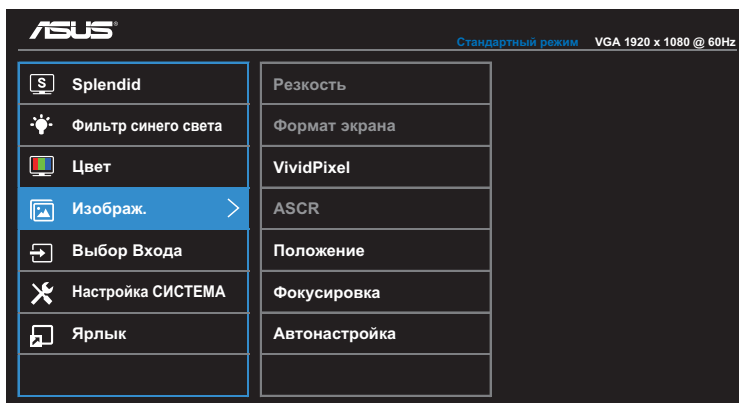 ASUS
Стандартный режим VGA 1920 x 1080 @ 60Hz
S Splendid
Фильтр синего света
Цвет
Изображ.
Выбор Входа
Настройка СИСТЕМА
Ярлык
Резкость
Формат экрана
VividPixel
ASCR
Положение
Фокусировка
Автонастройка